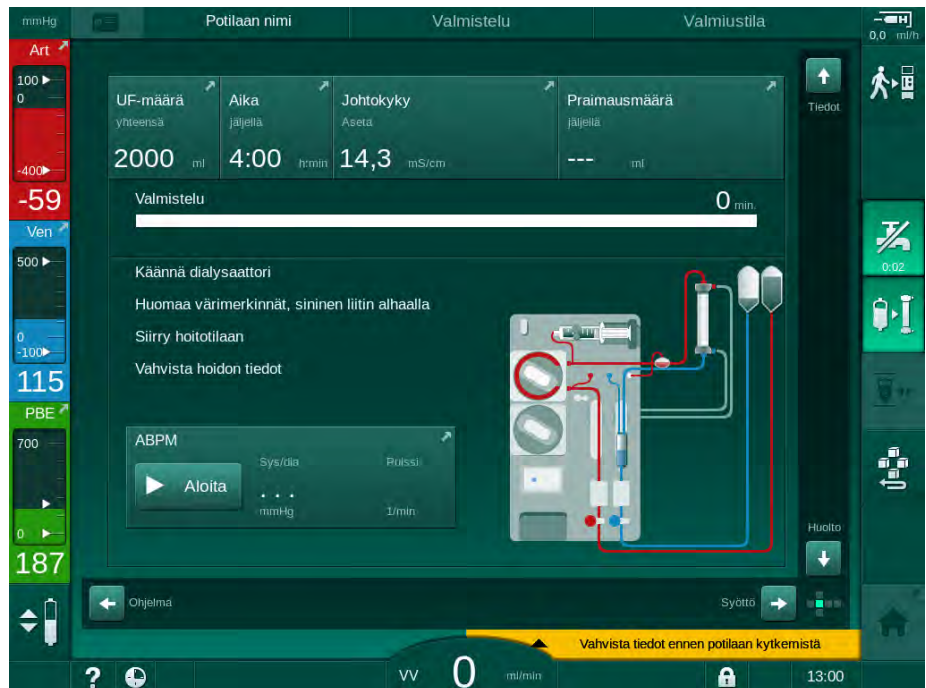 mmHg
Potilaan nimi
Valmistelu
Valmiustila
0,0 ml/h
Art
100
0
-400
-59
Ven
500
0
-100
115
PBE
700
0
187
UF-määrä
yhteensä
2000 ml
Aika
jäljellä
4:00 h:min
Johtokyky
Aseta
14,3 mS/cm
Praimausmäärä
jäljellä
--- ml
Tiedot
Valmistelu
0 min.
Käännä dialysaattori
Huomaa värimerkinnät, sininen liitin alhaalla
Siirry hoitotilaan
Vahvista hoidon tiedot
ABPM
Aloita
Sys/dia
. . .
mmHg
Pulssi
1/min
0:02
Huolto
Ohjelma
Syöttö
Vahvista tiedot ennen potilaan kytkemistä
?
VV 0 ml/min
13:00